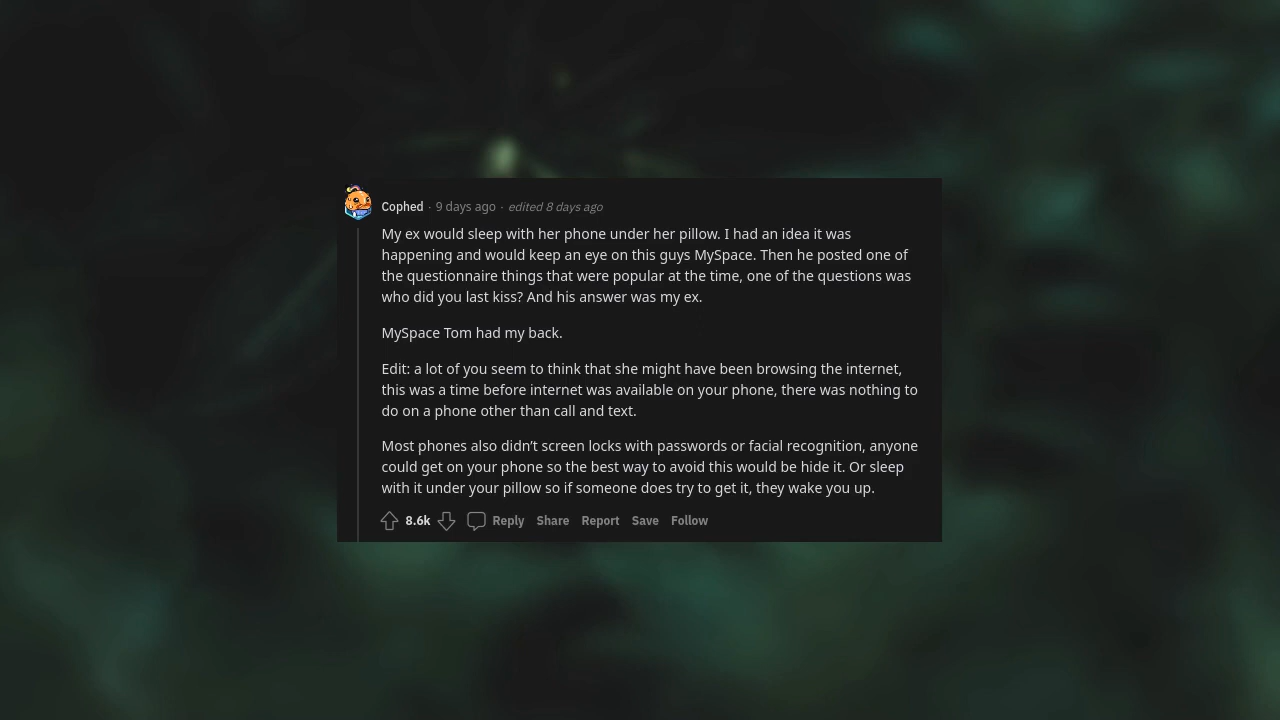 Cophed · 9 days ago · edited 8 days ago
My ex would sleep with her phone under her pillow. I had an idea it was
happening and would keep an eye on this guys MySpace. Then he posted one of
the questionnaire things that were popular at the time, one of the questions was
who did you last kiss? And his answer was my ex.
MySpace Tom had my back.
Edit: a lot of you seem to think that she might have been browsing the internet,
this was a time before internet was available on your phone, there was nothing to
do on a phone other than call and text.
Most phones also didn’t screen locks with passwords or facial recognition, anyone
could get on your phone so the best way to avoid this would be hide it. Or sleep
with it under your pillow so if someone does try to get it, they wake you up.
8.6k Reply Share Report Save Follow